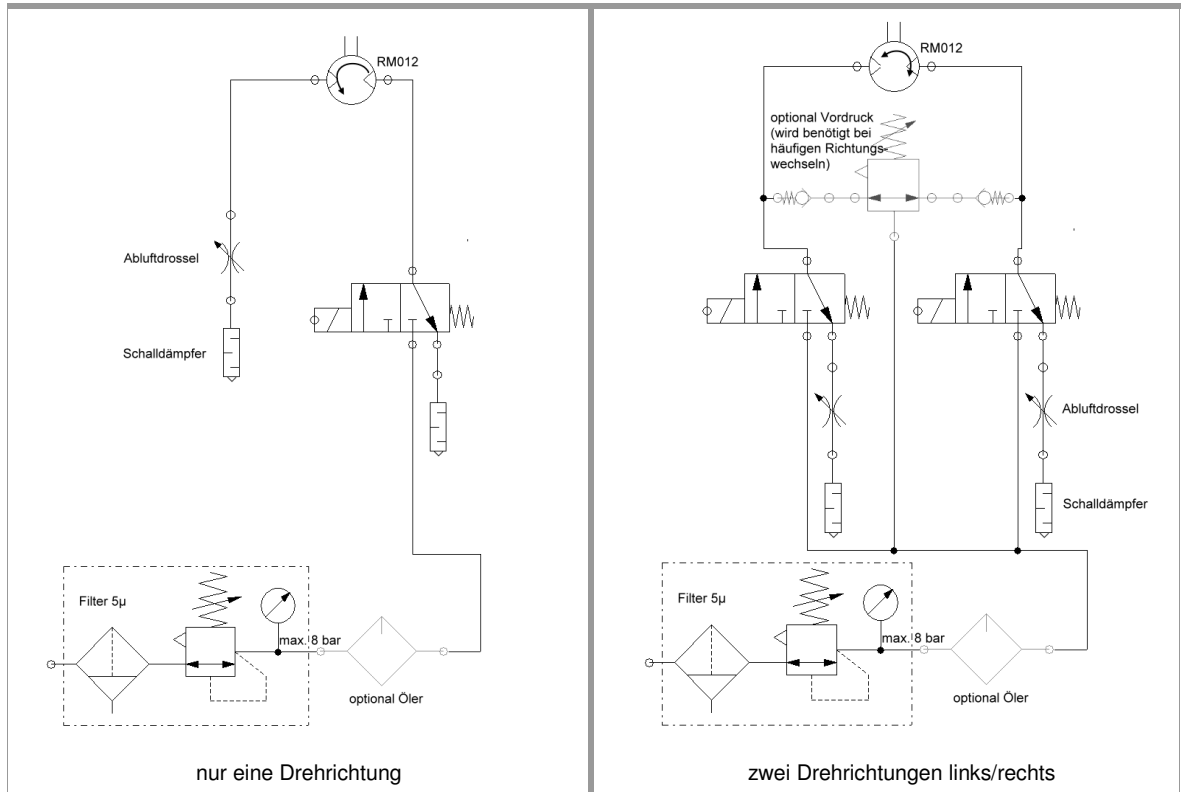 RM012
Abluftdrossel
Schalldämpfer
Filter 5µ
max. 8 bar
optional Öler
nur eine Drehrichtung
RM012
optional Vordruck
(wird benötigt bei
häufigen Richtungs-
wechseln)
Abluftdrossel
Schalldämpfer
Filter 5µ
max. 8 bar
optional Öler
zwei Drehrichtungen links/rechts